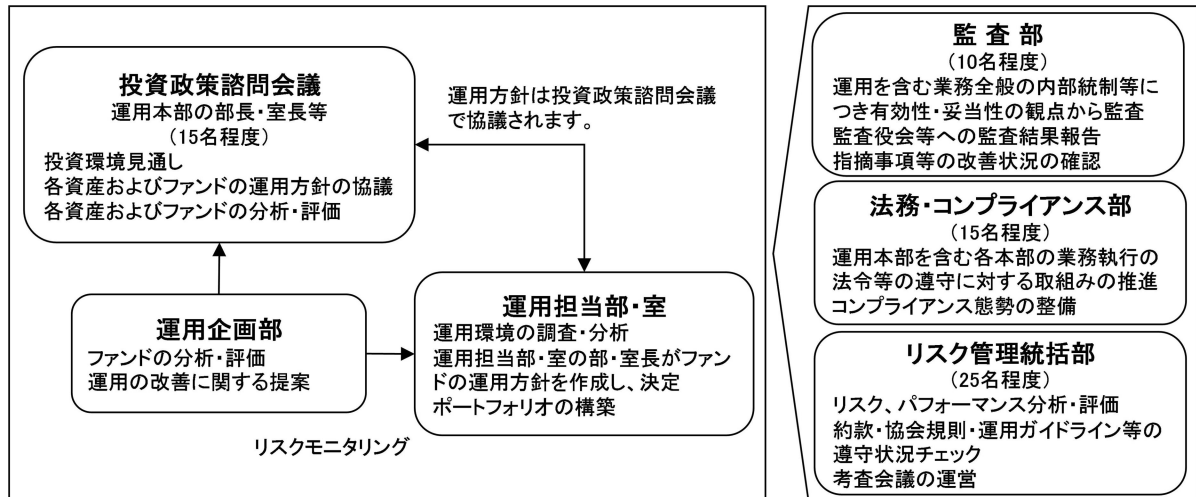 投資政策諮問会議
運用本部の部長・室長等
(15名程度)
投資環境見通し
各資産およびファンドの運用方針の協議
各資産およびファンドの分析・評価
運用方針は投資政策諮問会議
で協議されます。
運用企画部
ファンドの分析・評価
運用の改善に関する提案
運用担当部・室
運用環境の調査・分析
運用担当部・室の部・室長がファン
ドの運用方針を作成し、決定
ポートフォリオの構築
リスクモニタリング
監 査 部
(10名程度)
運用を含む業務全般の内部統制等に
つき有効性・妥当性の観点から監査
監査役会等への監査結果報告
指摘事項等の改善状況の確認
法務・コンプライアンス部
(15名程度)
運用本部を含む各本部の業務執行の
法令等の遵守に対する取組みの推進
コンプライアンス態勢の整備
リスク管理統括部
(25名程度)
リスク、パフォーマンス分析・評価
約款・協会規則・運用ガイドライン等の
遵守状況チェック
考査会議の運営